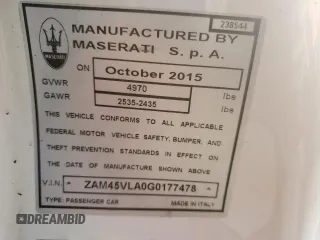 238544
MANUFACTURED BY
MASERATI S. p. A.
MASERATI
ON October 2015
GVWR 4970 lbs
GAWR 2535-2435 lbs
THIS VEHICLE CONFORMS TO ALL APPLICABLE
FEDERAL MOTOR VEHICLE SAFETY, BUMPER, AND
THEFT PREVENTION STANDARDS IN EFFECT ON
THE DATE OF MANUFACTURE SHOWN ABOVE
V.I.N. ZAM45VLA0G0177478
TYPE: PASSENGER CAR MADE IN ITALY
DREAMBID